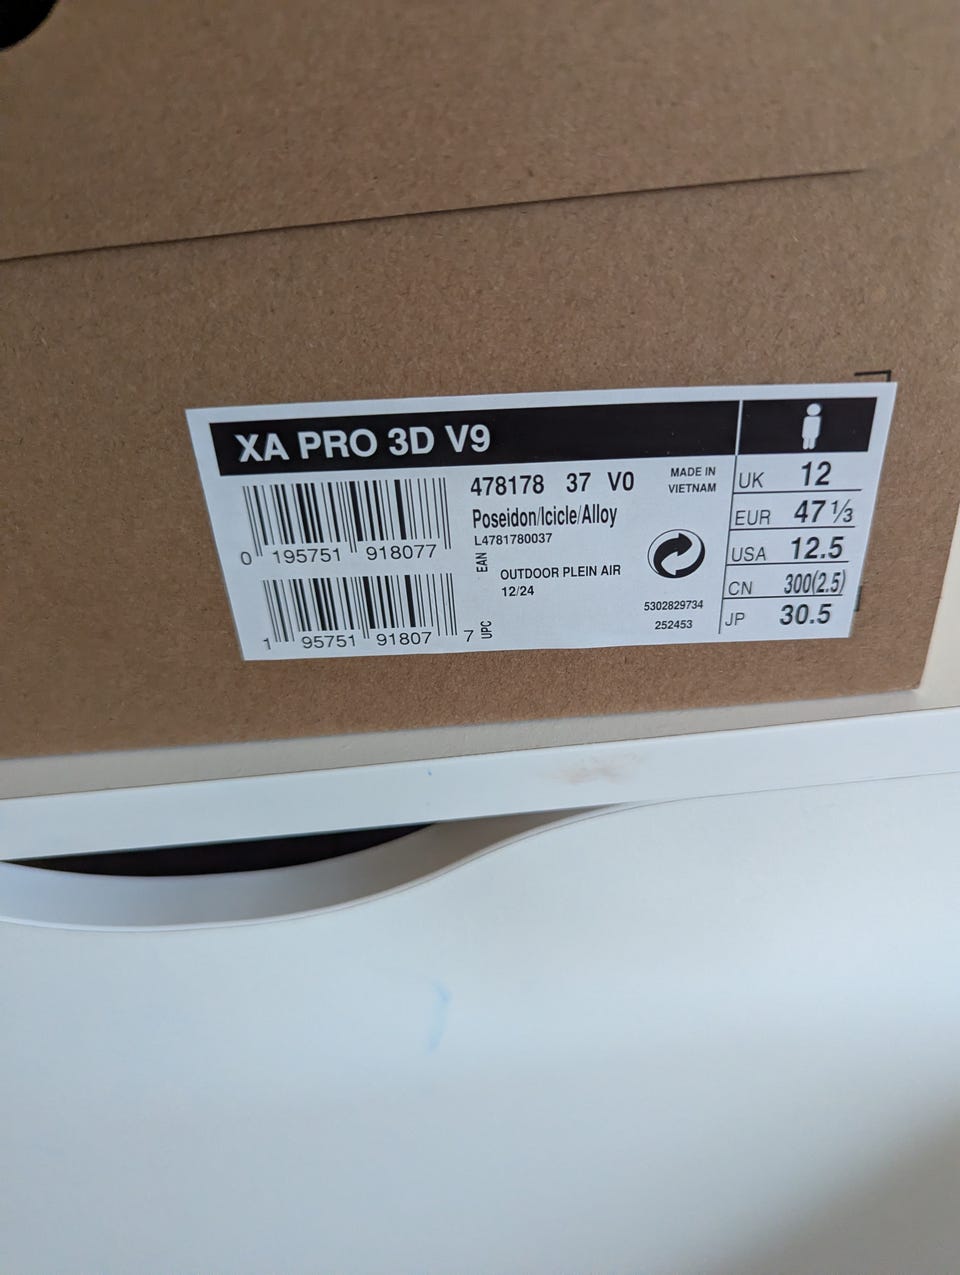 XA PRO 3D V9
478178 37 V0
Poseidon/Icicle/Alloy
L4781780037
MADE IN
VIETNAM
0 195751 918077
EAN
OUTDOOR PLEIN AIR
12/24
1 95751 91807 7
UPC
5302829734
252453
UK 12
EUR 47 1/3
USA 12.5
CN 300(2.5)
JP 30.5